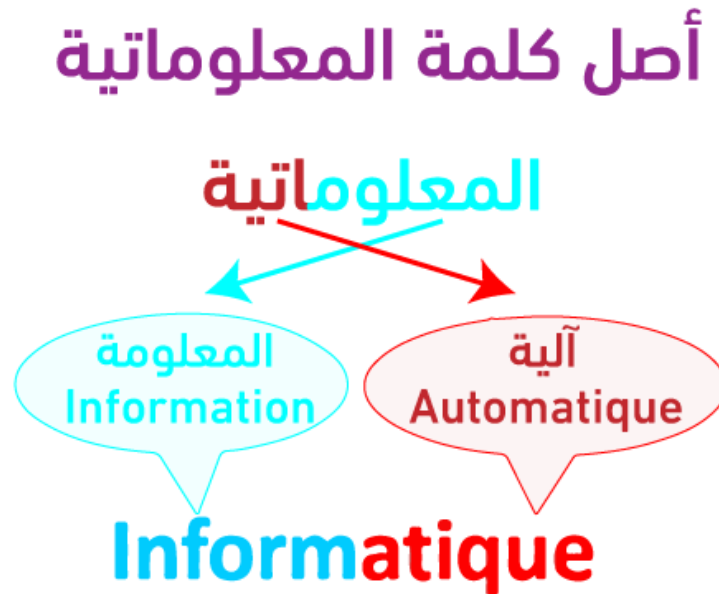 أصل كلمة المعلوماتية
المعلوماتية
المعلومة
Information
آلية
Automatique
Informatique